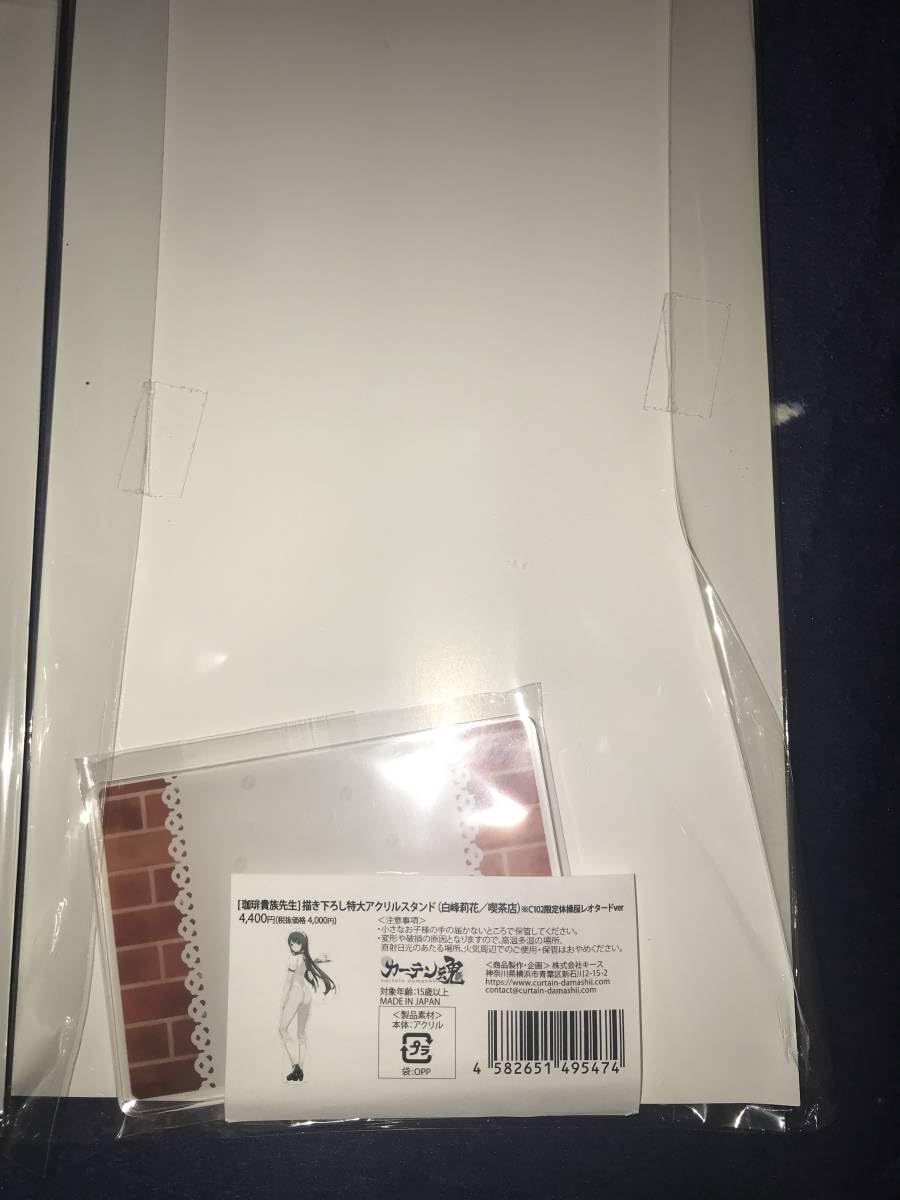 [珈琲貴族先生]描き下ろし特大アクリルスタンド(白峰莉花/喫茶店)※C102限定体操服レオタードver
4,400円(税抜価格 4,000円)
<注意事項>
・小さなお子様の手の届かないところで保管してください。
・変形や破損の原因となりますので、高温多湿の場所、
直射日光のあたる場所、火気周辺でのご使用・保管はおやめください。
カーテン魂
curtain damashii
対象年齢:15歳以上
MADE IN JAPAN
<製品素材>
本体:アクリル
プラ
袋:OPP
<商品製作・企画> 株式会社キース
神奈川県横浜市青葉区新石川2-15-2
https://www.curtain-damashii.com
contact@curtain-damashii.com
4 582651 495474